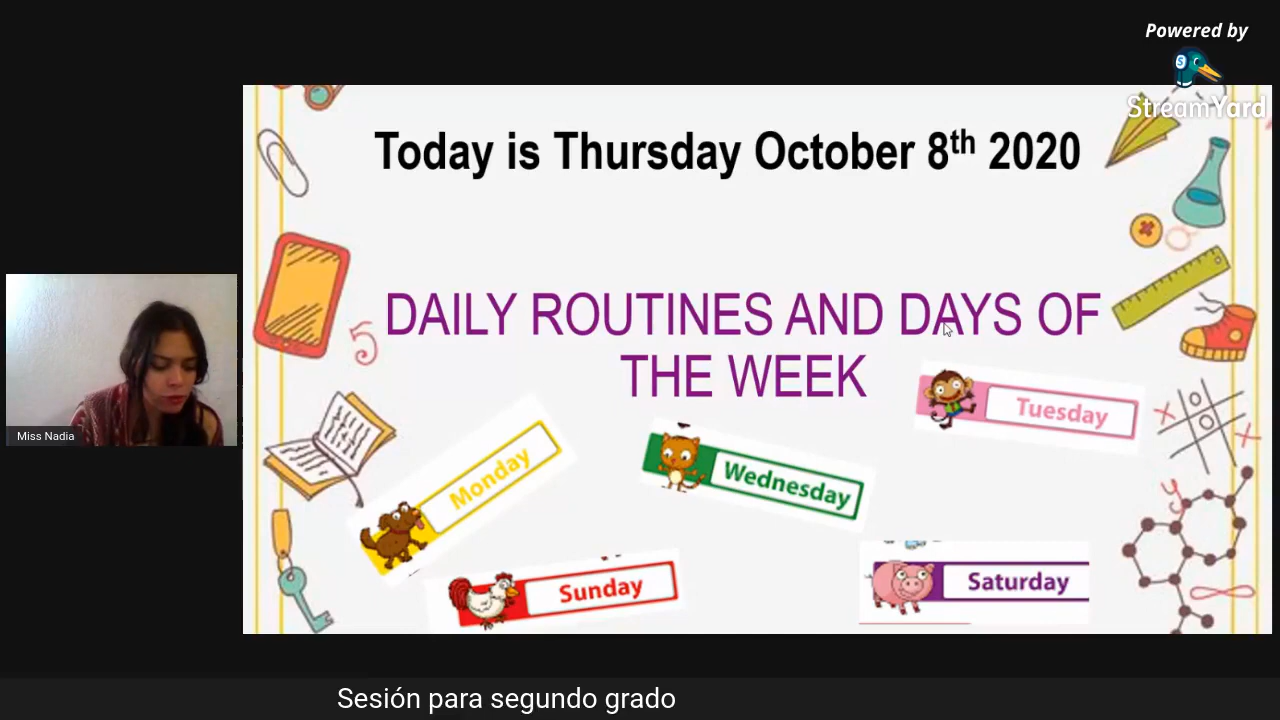 Powered by
StreamYard
Today is Thursday October 8th 2020
DAILY ROUTINES AND DAYS OF
THE WEEK
Tuesday
Monday
Wednesday
Sunday
Saturday
5
Miss Nadia
Sesión para segundo grado